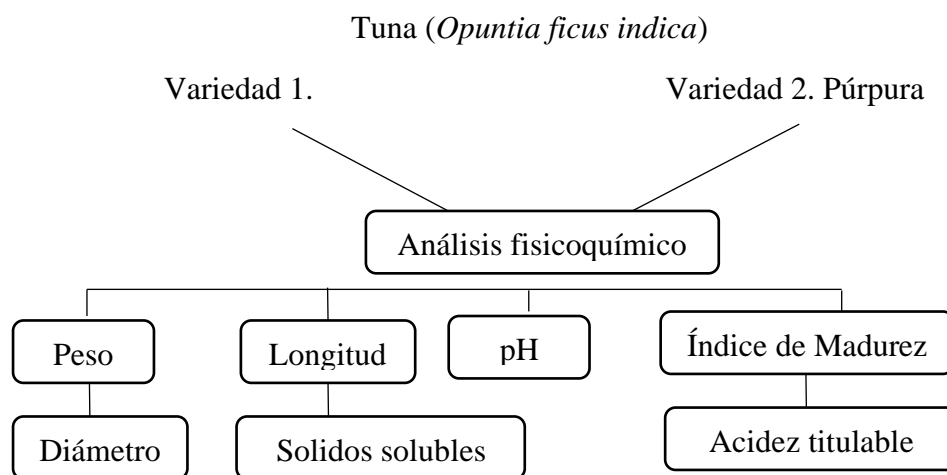 Tuna (Opuntia ficus indica)
Variedad 1.
Variedad 2. Púrpura
Análisis fisicoquímico
Peso
Longitud
pH
Índice de Madurez
Diámetro
Solidos solubles
Acidez titulable